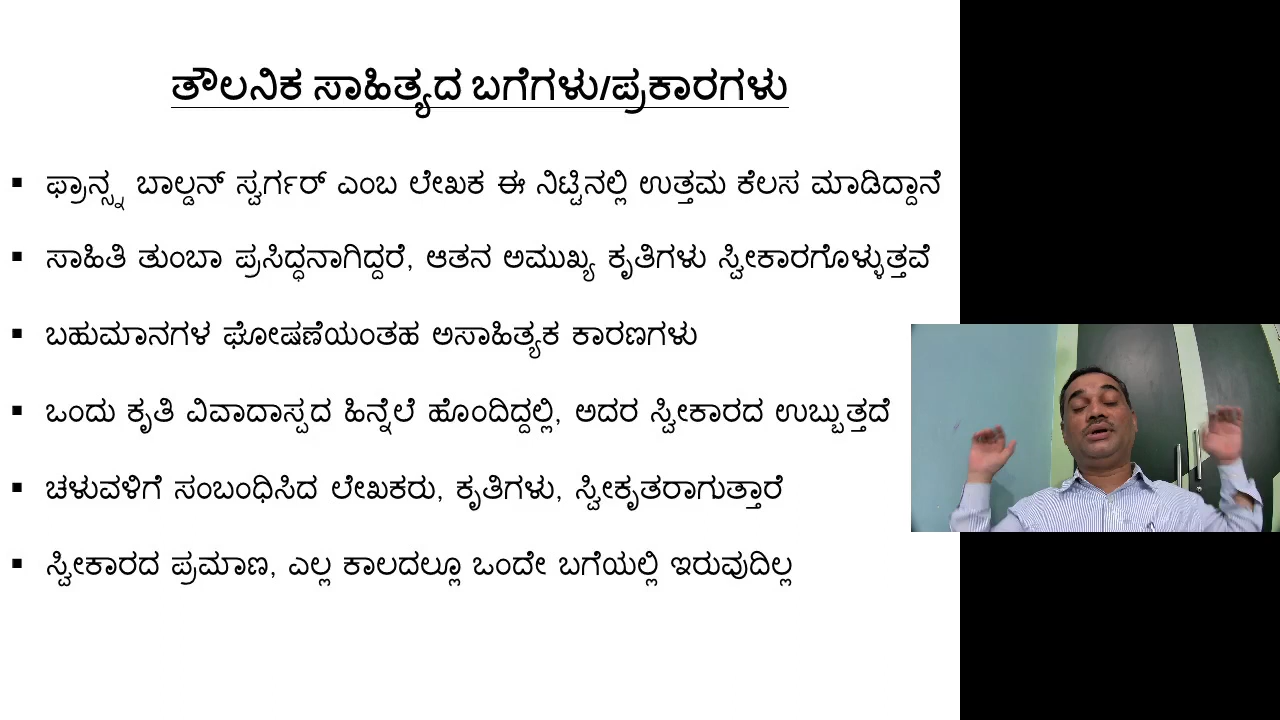 ತೌಲನಿಕ ಸಾಹಿತ್ಯದ ಬಗೆಗಳು/ಪ್ರಕಾರಗಳು
ಫ್ರಾನ್ಸ್ನ ಬಾಲ್ಡನ್ ಸ್ವರ್ಗರ್ ಎಂಬ ಲೇಖಕ ಈ ನಿಟ್ಟಿನಲ್ಲಿ ಉತ್ತಮ ಕೆಲಸ ಮಾಡಿದ್ದಾನೆ
ಸಾಹಿತಿ ತುಂಬಾ ಪ್ರಸಿದ್ಧನಾಗಿದ್ದರೆ, ಆತನ ಅಮುಖ್ಯ ಕೃತಿಗಳು ಸ್ವೀಕಾರಗೊಳ್ಳುತ್ತವೆ
ಬಹುಮಾನಗಳ ಘೋಷಣೆಯಂತಹ ಅಸಾಹಿತ್ಯಕ ಕಾರಣಗಳು
ಒಂದು ಕೃತಿ ವಿವಾದಾಸ್ಪದ ಹಿನ್ನೆಲೆ ಹೊಂದಿದ್ದಲ್ಲಿ, ಅದರ ಸ್ವೀಕಾರದ ಉಬ್ಬುತ್ತದೆ
ಚಳುವಳಿಗೆ ಸಂಬಂಧಿಸಿದ ಲೇಖಕರು, ಕೃತಿಗಳು, ಸ್ವೀಕೃತರಾಗುತ್ತಾರೆ
ಸ್ವೀಕಾರದ ಪ್ರಮಾಣ, ಎಲ್ಲ ಕಾಲದಲ್ಲೂ ಒಂದೇ ಬಗೆಯಲ್ಲಿ ಇರುವುದಿಲ್ಲ